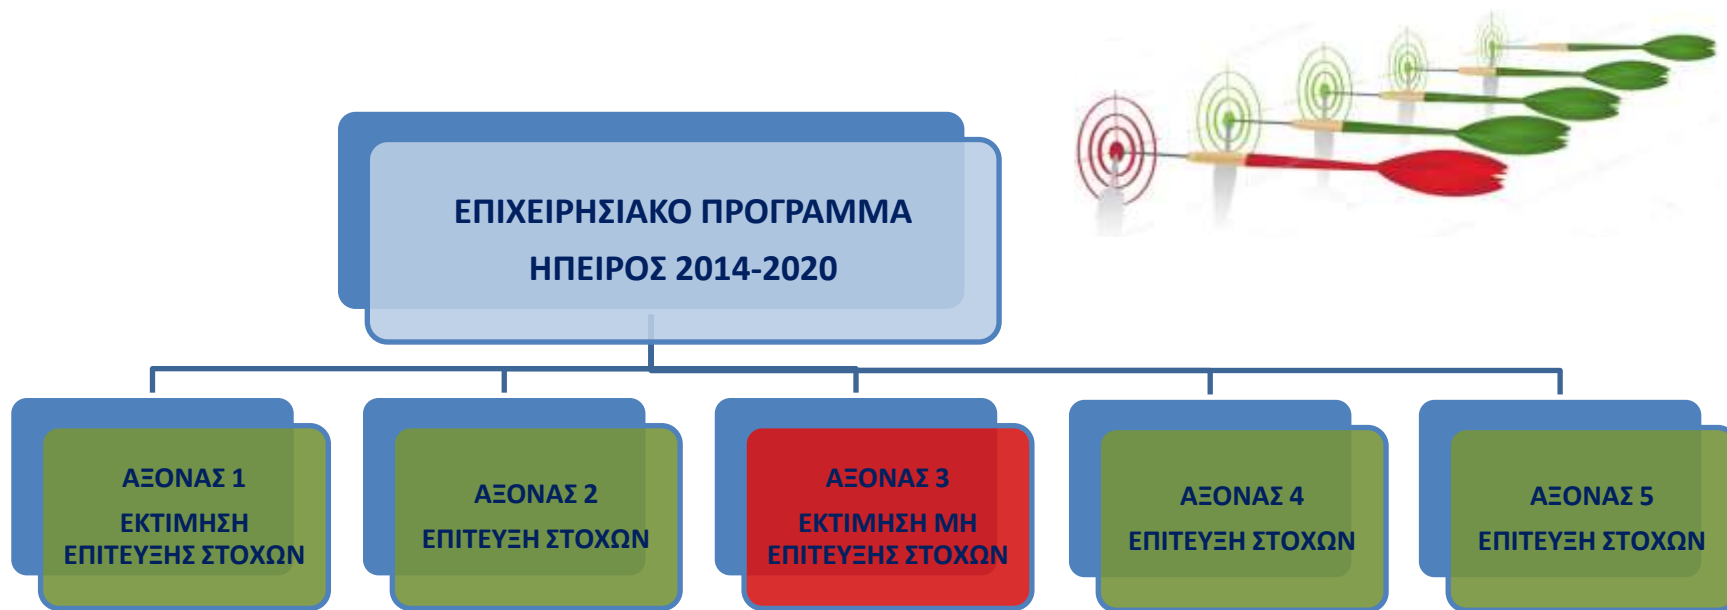 ΕΠΙΧΕΙΡΗΣΙΑΚΟ ΠΡΟΓΡΑΜΜΑ
ΗΠΕΙΡΟΣ 2014-2020
ΑΞΟΝΑΣ 1
ΕΚΤΙΜΗΣΗ
ΕΠΙΤΕΥΞΗΣ ΣΤΟΧΩΝ
ΑΞΟΝΑΣ 2
ΕΠΙΤΕΥΞΗ ΣΤΟΧΩΝ
ΑΞΟΝΑΣ 3
ΕΚΤΙΜΗΣΗ ΜΗ
ΕΠΙΤΕΥΞΗΣ ΣΤΟΧΩΝ
ΑΞΟΝΑΣ 4
ΕΠΙΤΕΥΞΗ ΣΤΟΧΩΝ
ΑΞΟΝΑΣ 5
ΕΠΙΤΕΥΞΗ ΣΤΟΧΩΝ